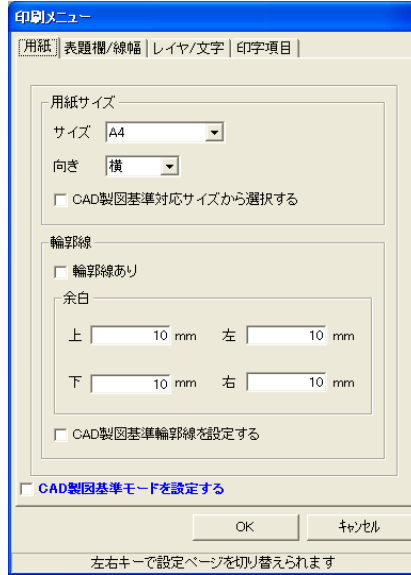 印刷メニュー
用紙 表題欄/線幅 レイヤ/文字 印字項目
用紙サイズ
サイズ A4
向き 横
CAD製図基準対応サイズから選択する
輪郭線
輪郭線あり
余白
上 10 mm 左 10 mm
下 10 mm 右 10 mm
CAD製図基準輪郭線を設定する
CAD製図基準モードを設定する
OK キャンセル
左右キーで設定ページを切り替えられます